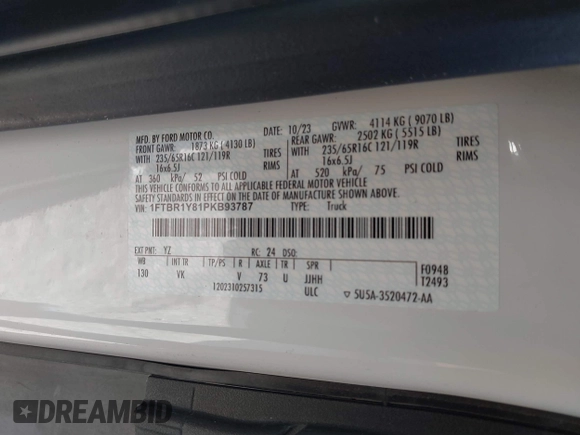 MFD. BY FORD MOTOR CO.
DATE: 10/23 GVWR: 4114 KG ( 9070 LB)
FRONT GAWR: 1873 KG ( 4130 LB) REAR GAWR: 2502 KG ( 5515 LB)
WITH 235/65R16C 121/119R TIRES WITH 235/65R16C 121/119R TIRES
16x6.5J RIMS 16x6.5J RIMS
AT 360 kPa/ 52 PSI COLD AT 520 kPa/ 75 PSI COLD
THIS VEHICLE CONFORMS TO ALL APPLICABLE FEDERAL MOTOR VEHICLE
SAFETY STANDARDS IN EFFECT ON THE DATE OF MANUFACTURE SHOWN ABOVE.
VIN: 1FTBR1Y81PKB93787 TYPE: Truck
EXT PNT: YZ RC: 24 DSO:
WB INT TR TP/PS R AXLE TR SPR F0948
130 VK V 73 U JJHH T2493
1202310257315 ULC 5U5A-3520472-AA
DREAMBID